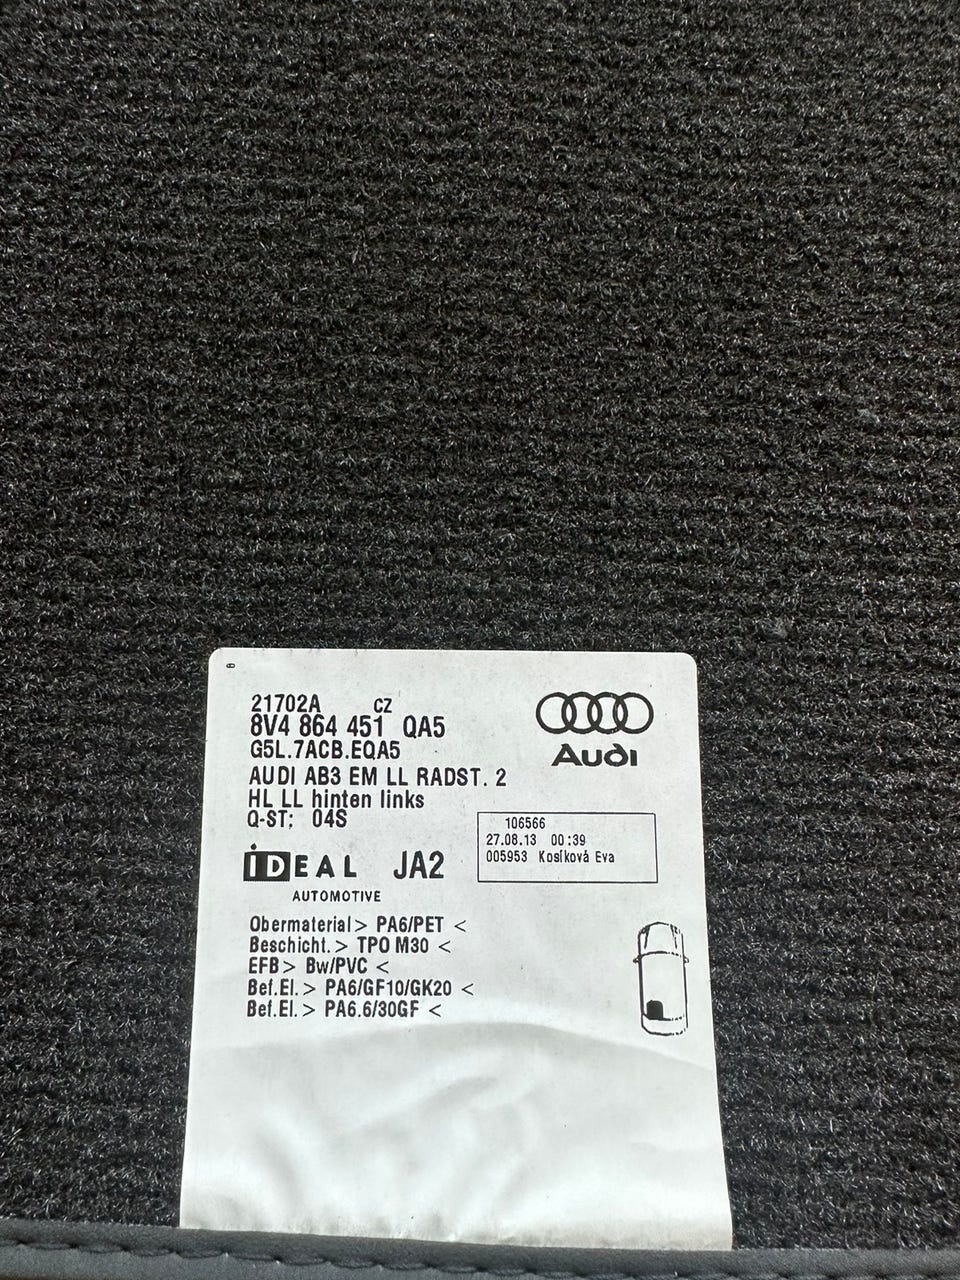 21702A CZ
8V4 864 451 QA5
G5L.7ACB.EQA5
AUDI AB3 EM LL RADST. 2
HL LL hinten links
Q-ST: 04S
Audi
106566
27.08.13 00:39
005953 Kosíková Eva
IDEAL JA2
AUTOMOTIVE
Obermaterial > PA6/PET <
Beschicht. > TPO M30 <
EFB > Bw/PVC <
Bef.El. > PA6/GF10/GK20 <
Bef.El. > PA6.6/30GF <